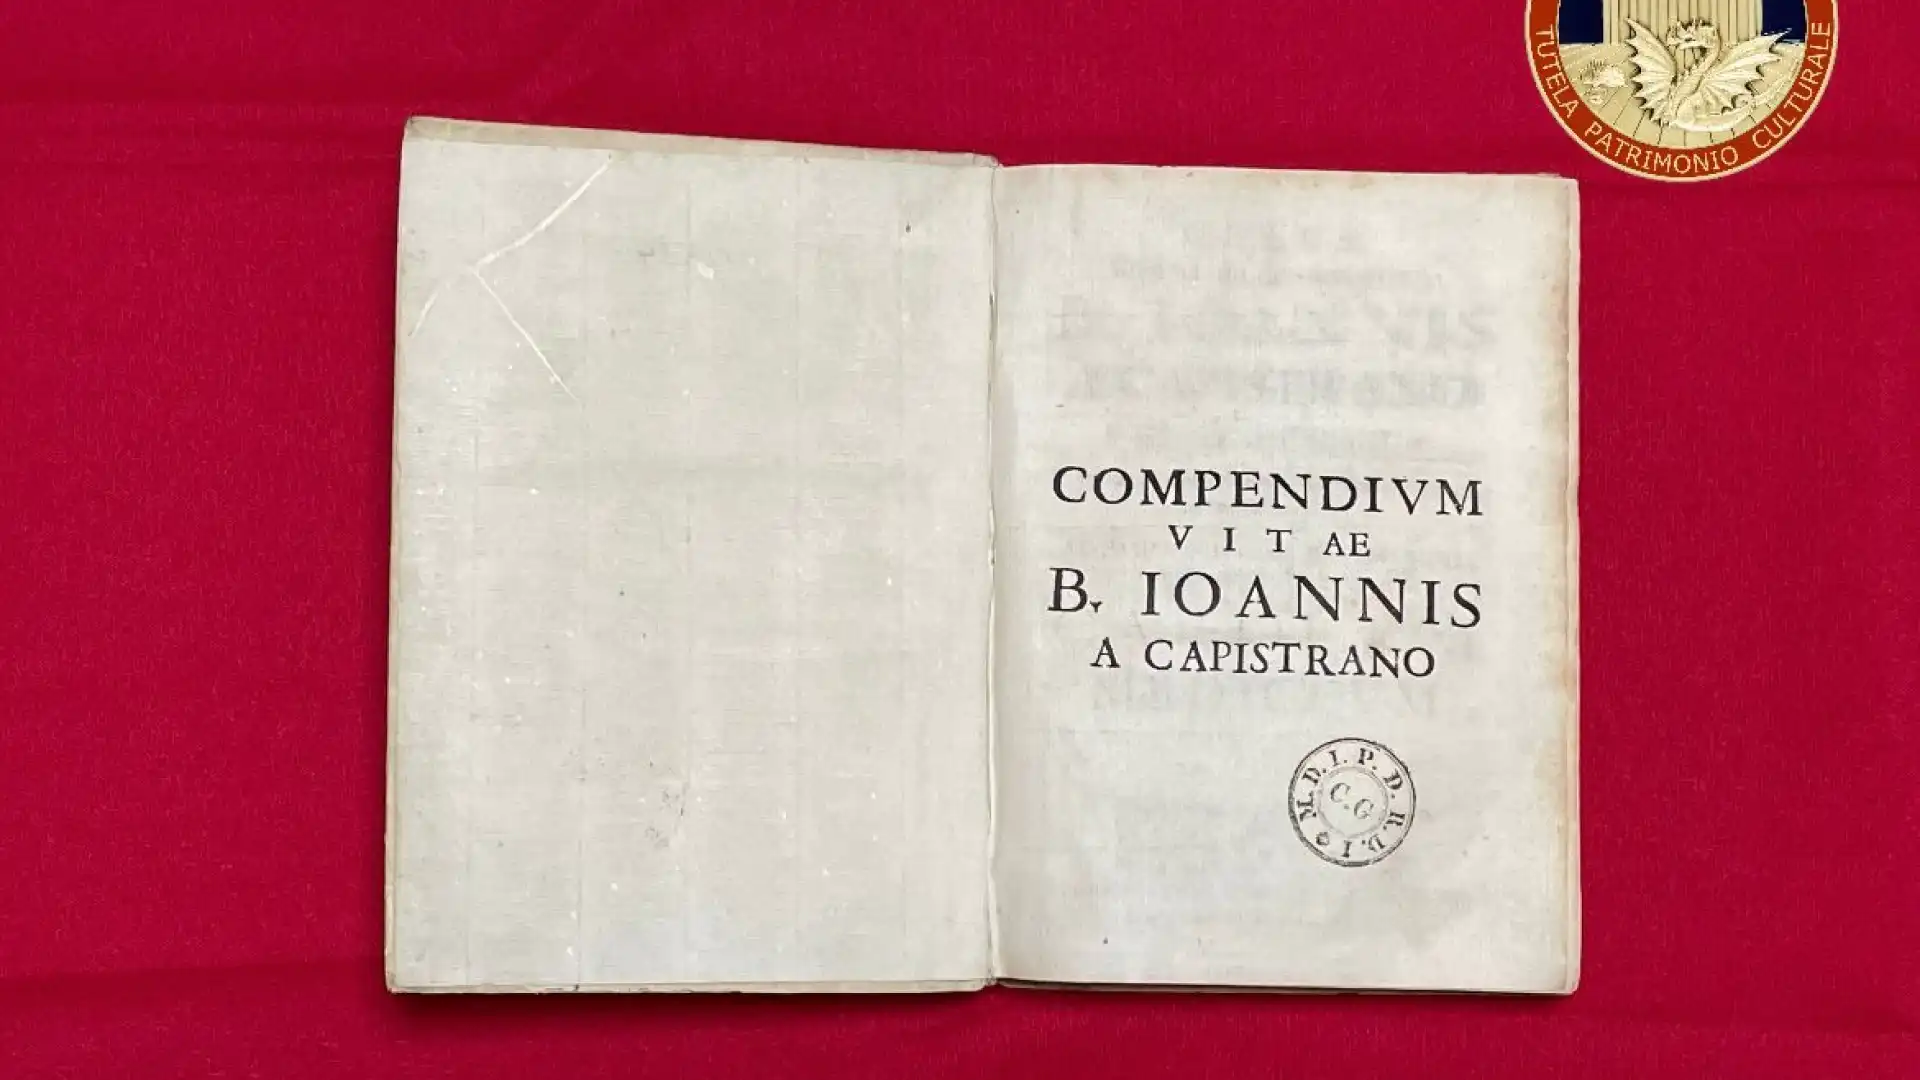 TUTELA PATRIMONIO CULTURALE
COMPENDIVM
VITAE
B. IOANNIS
A CAPISTRANO
M. D. I. P. D. R. D. I
C. G